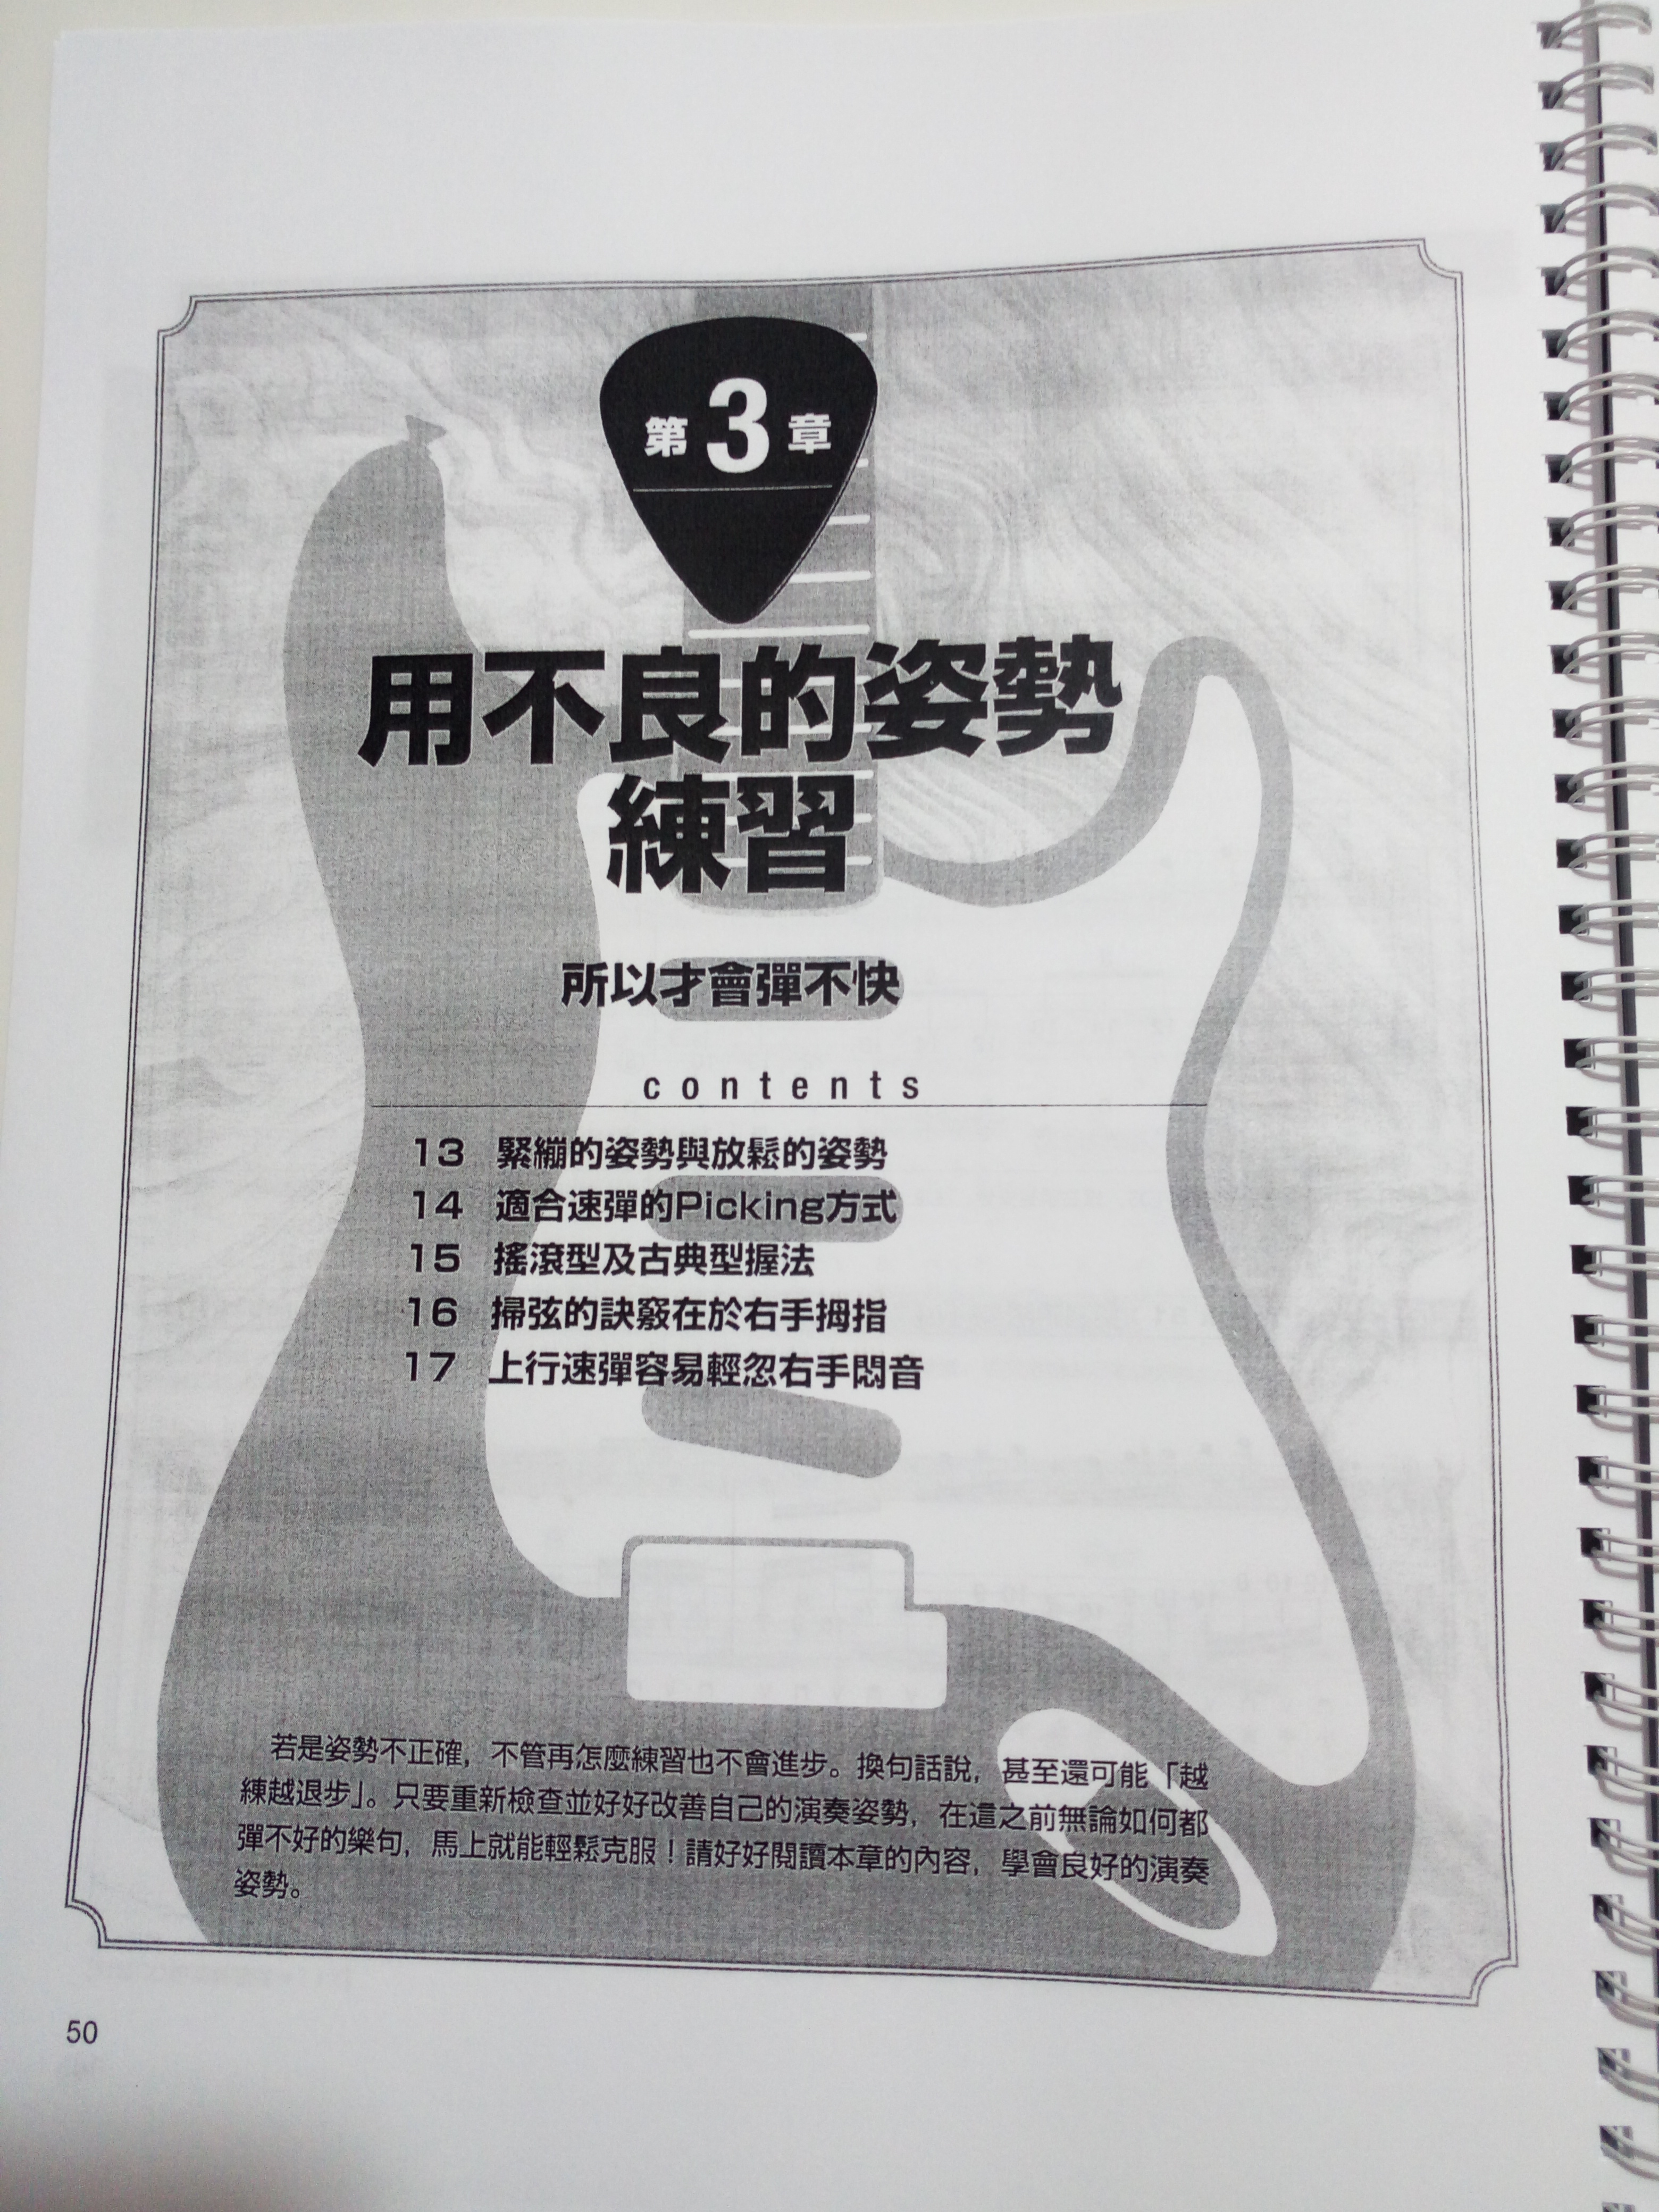 第3章
用不良的姿勢
練習
所以才會彈不快
contents
13 緊繃的姿勢與放鬆的姿勢
14 適合速彈的Picking方式
15 搖滾型及古典型握法
16 掃弦的訣竅在於右手拇指
17 上行速彈容易輕忽右手悶音
若是姿勢不正確，不管再怎麼練習也不會進步。換句話說，甚至還可能「越
練越退步」。只要重新檢查並好好改善自己的演奏姿勢，在這之前無論如何都
彈不好的樂句，馬上就能輕鬆克服！請好好閱讀本章的內容，學會良好的演奏
姿勢。
50